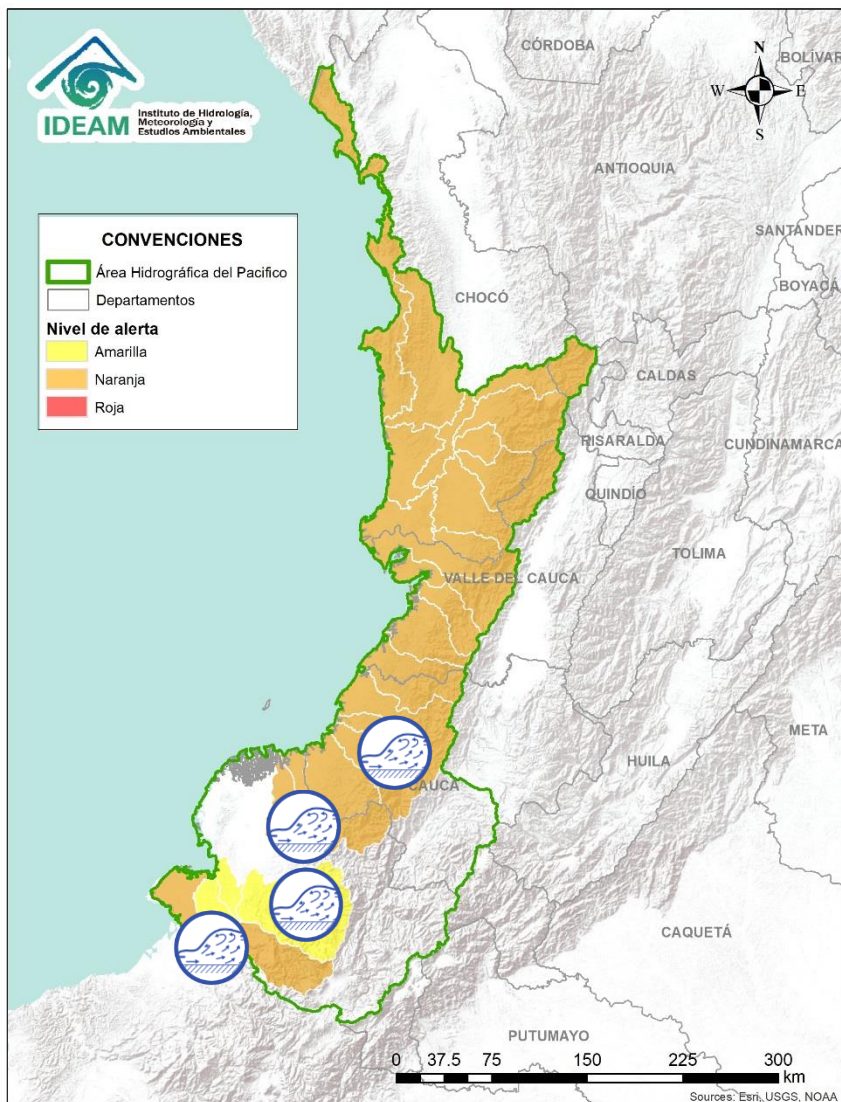 IDEAM
Instituto de Hidrología,
Meteorología y
Estudios Ambientales
CONVENCIONES
Área Hidrográfica del Pacifico
Departamentos
Nivel de alerta
Amarilla
Naranja
Roja
N
W
E
S
CÓRDOBA
BOLÍVAR
ANTIOQUIA
SANTANDER
BOYACÁ
CHOCÓ
CALDAS
RISARALDA
CUNDINAMARCA
QUINDÍO
TOLIMA
VALLE DEL CAUCA
META
HUILA
CAUCA
CAQUETÁ
PUTUMAYO
0 37.5 75 150 225 300
km
Sources: Esri, USGS, NOAA